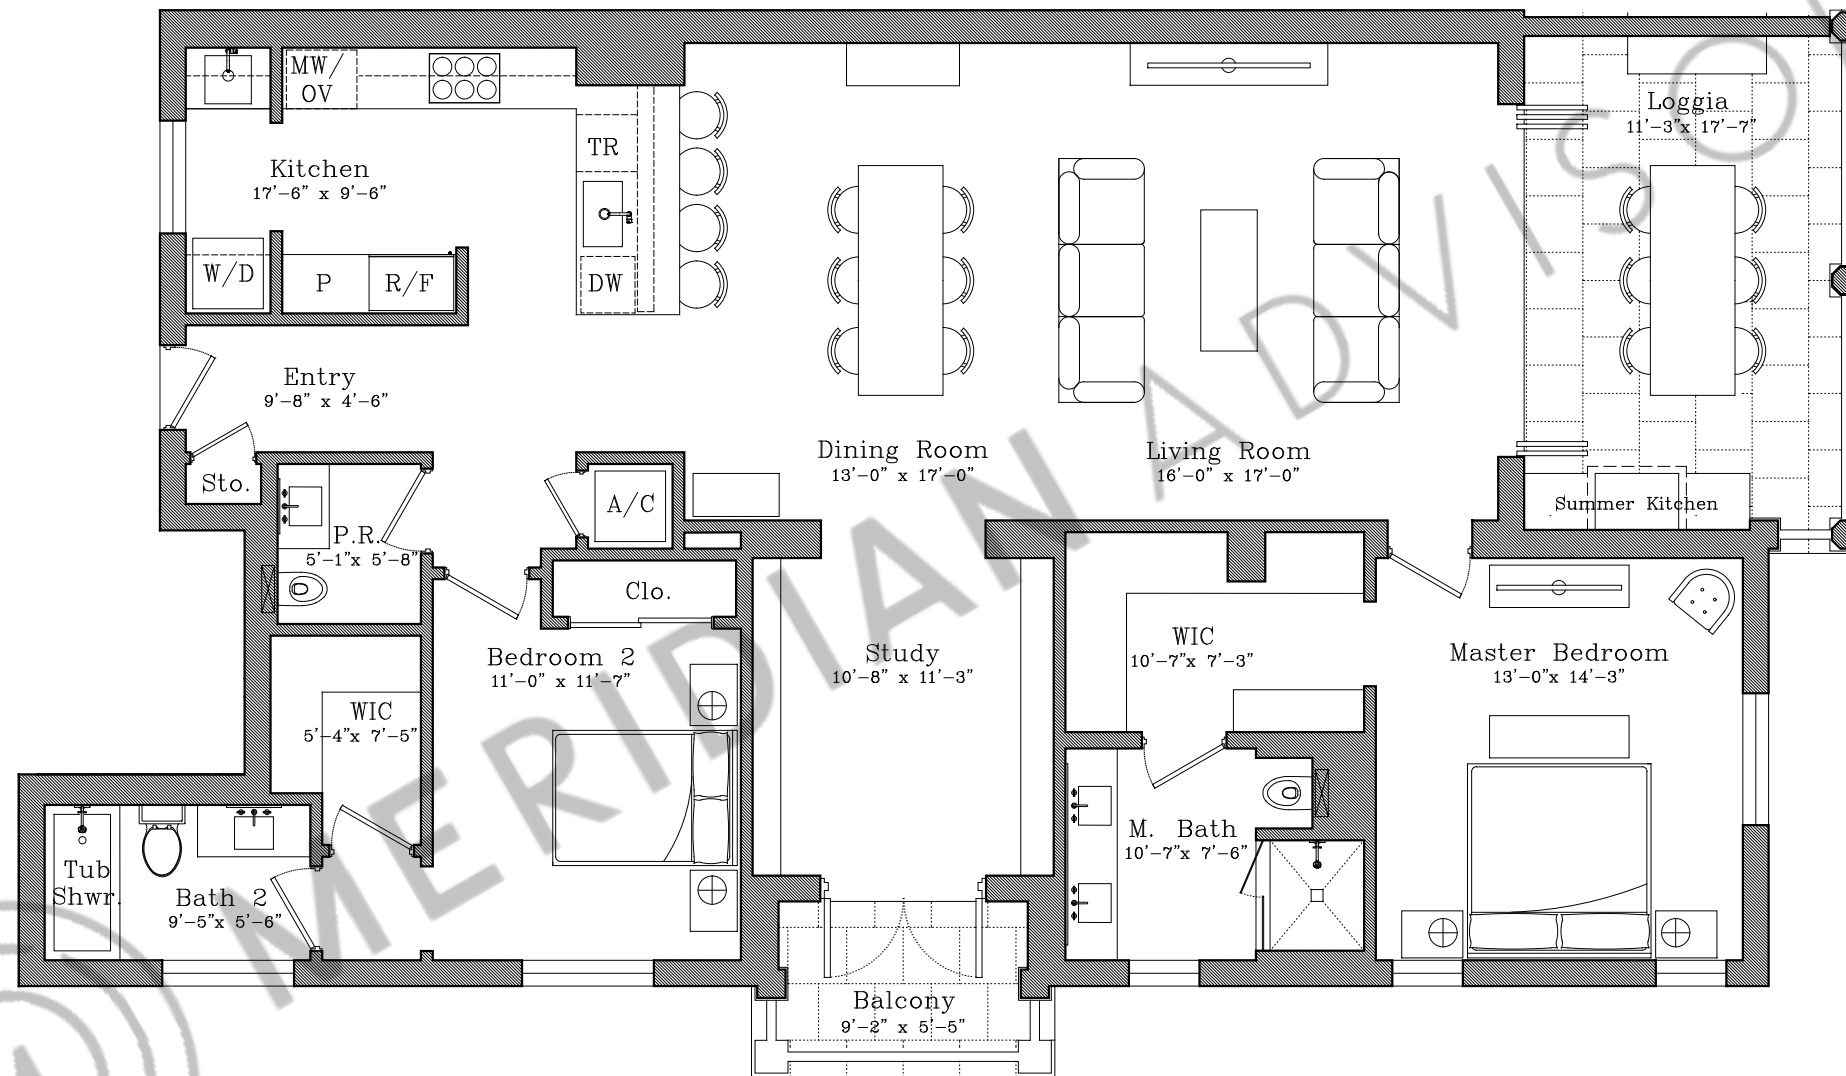 MW/
OV
Loggia
11'-3"x 17'-7"
TR
Kitchen
17'-6" x 9'-6"
W/D
P
R/F
DW
Entry
9'-8" x 4'-6"
Dining Room
13'-0" x 17'-0"
Living Room
16'-0" x 17'-0"
Sto.
A/C
Summer Kitchen
P.R.
5'-1"x 5'-8"
Clo.
WIC
10'-7"x 7'-3"
Bedroom 2
11'-0" x 11'-7"
Study
10'-8" x 11'-3"
Master Bedroom
13'-0"x 14'-3"
WIC
5'-4"x 7'-5"
M. Bath
10'-7"x 7'-6"
Tub
Shwr.
Bath 2
9'-5"x 5'-6"
Balcony
9'-2" x 5'-5"
MERIDIAN ADVISO